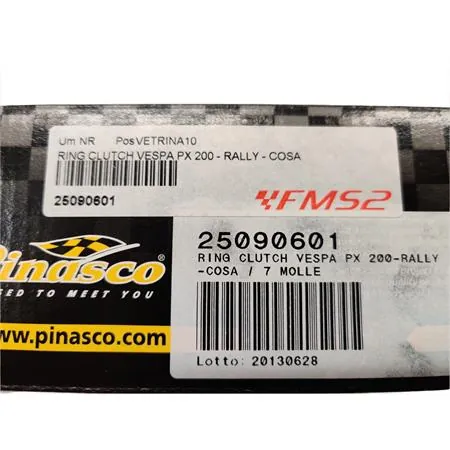 Um NR PosVETRINA10
RING CLUTCH VESPA PX 200 - RALLY - COSA
25090601
FMS2
25090601
RING CLUTCH VESPA PX 200-RALLY
-COSA / 7 MOLLE
Lotto: 20130628
Pinasco®
SED TO MEET YOU
www.pinasco.com